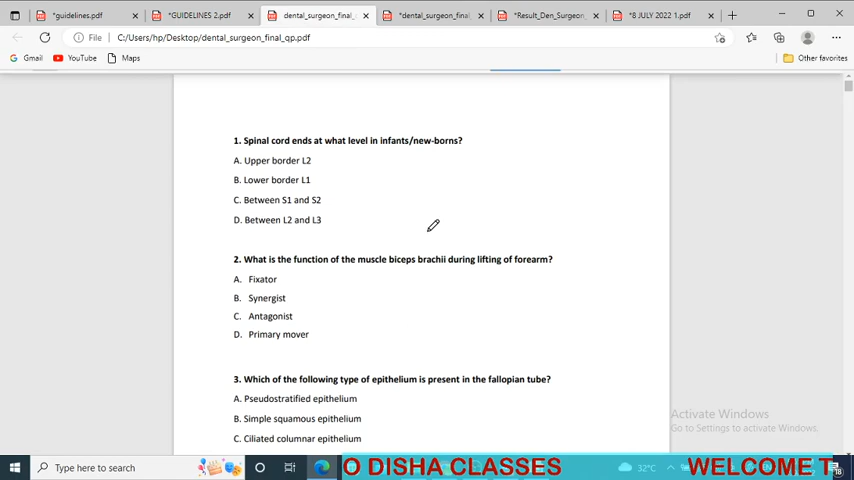 *guidelines.pdf
*GUIDELINES 2.pdf
dental_surgeon_final_
*dental_surgeon_final_
*Result_Den_Surgeon_
*8 JULY 2022 1.pdf
File
C:/Users/hp/Desktop/dental_surgeon_final_qp.pdf
Gmail
YouTube
Maps
Other favorites
1. Spinal cord ends at what level in infants/new-borns?
A. Upper border L2
B. Lower border L1
C. Between S1 and S2
D. Between L2 and L3
2. What is the function of the muscle biceps brachii during lifting of forearm?
A. Fixator
B. Synergist
C. Antagonist
D. Primary mover
3. Which of the following type of epithelium is present in the fallopian tube?
A. Pseudostratified epithelium
B. Simple squamous epithelium
C. Ciliated columnar epithelium
Activate Windows
Go to Settings to activate Windows.
Type here to search
O DISHA CLASSES
32°C
WELCOME T
18